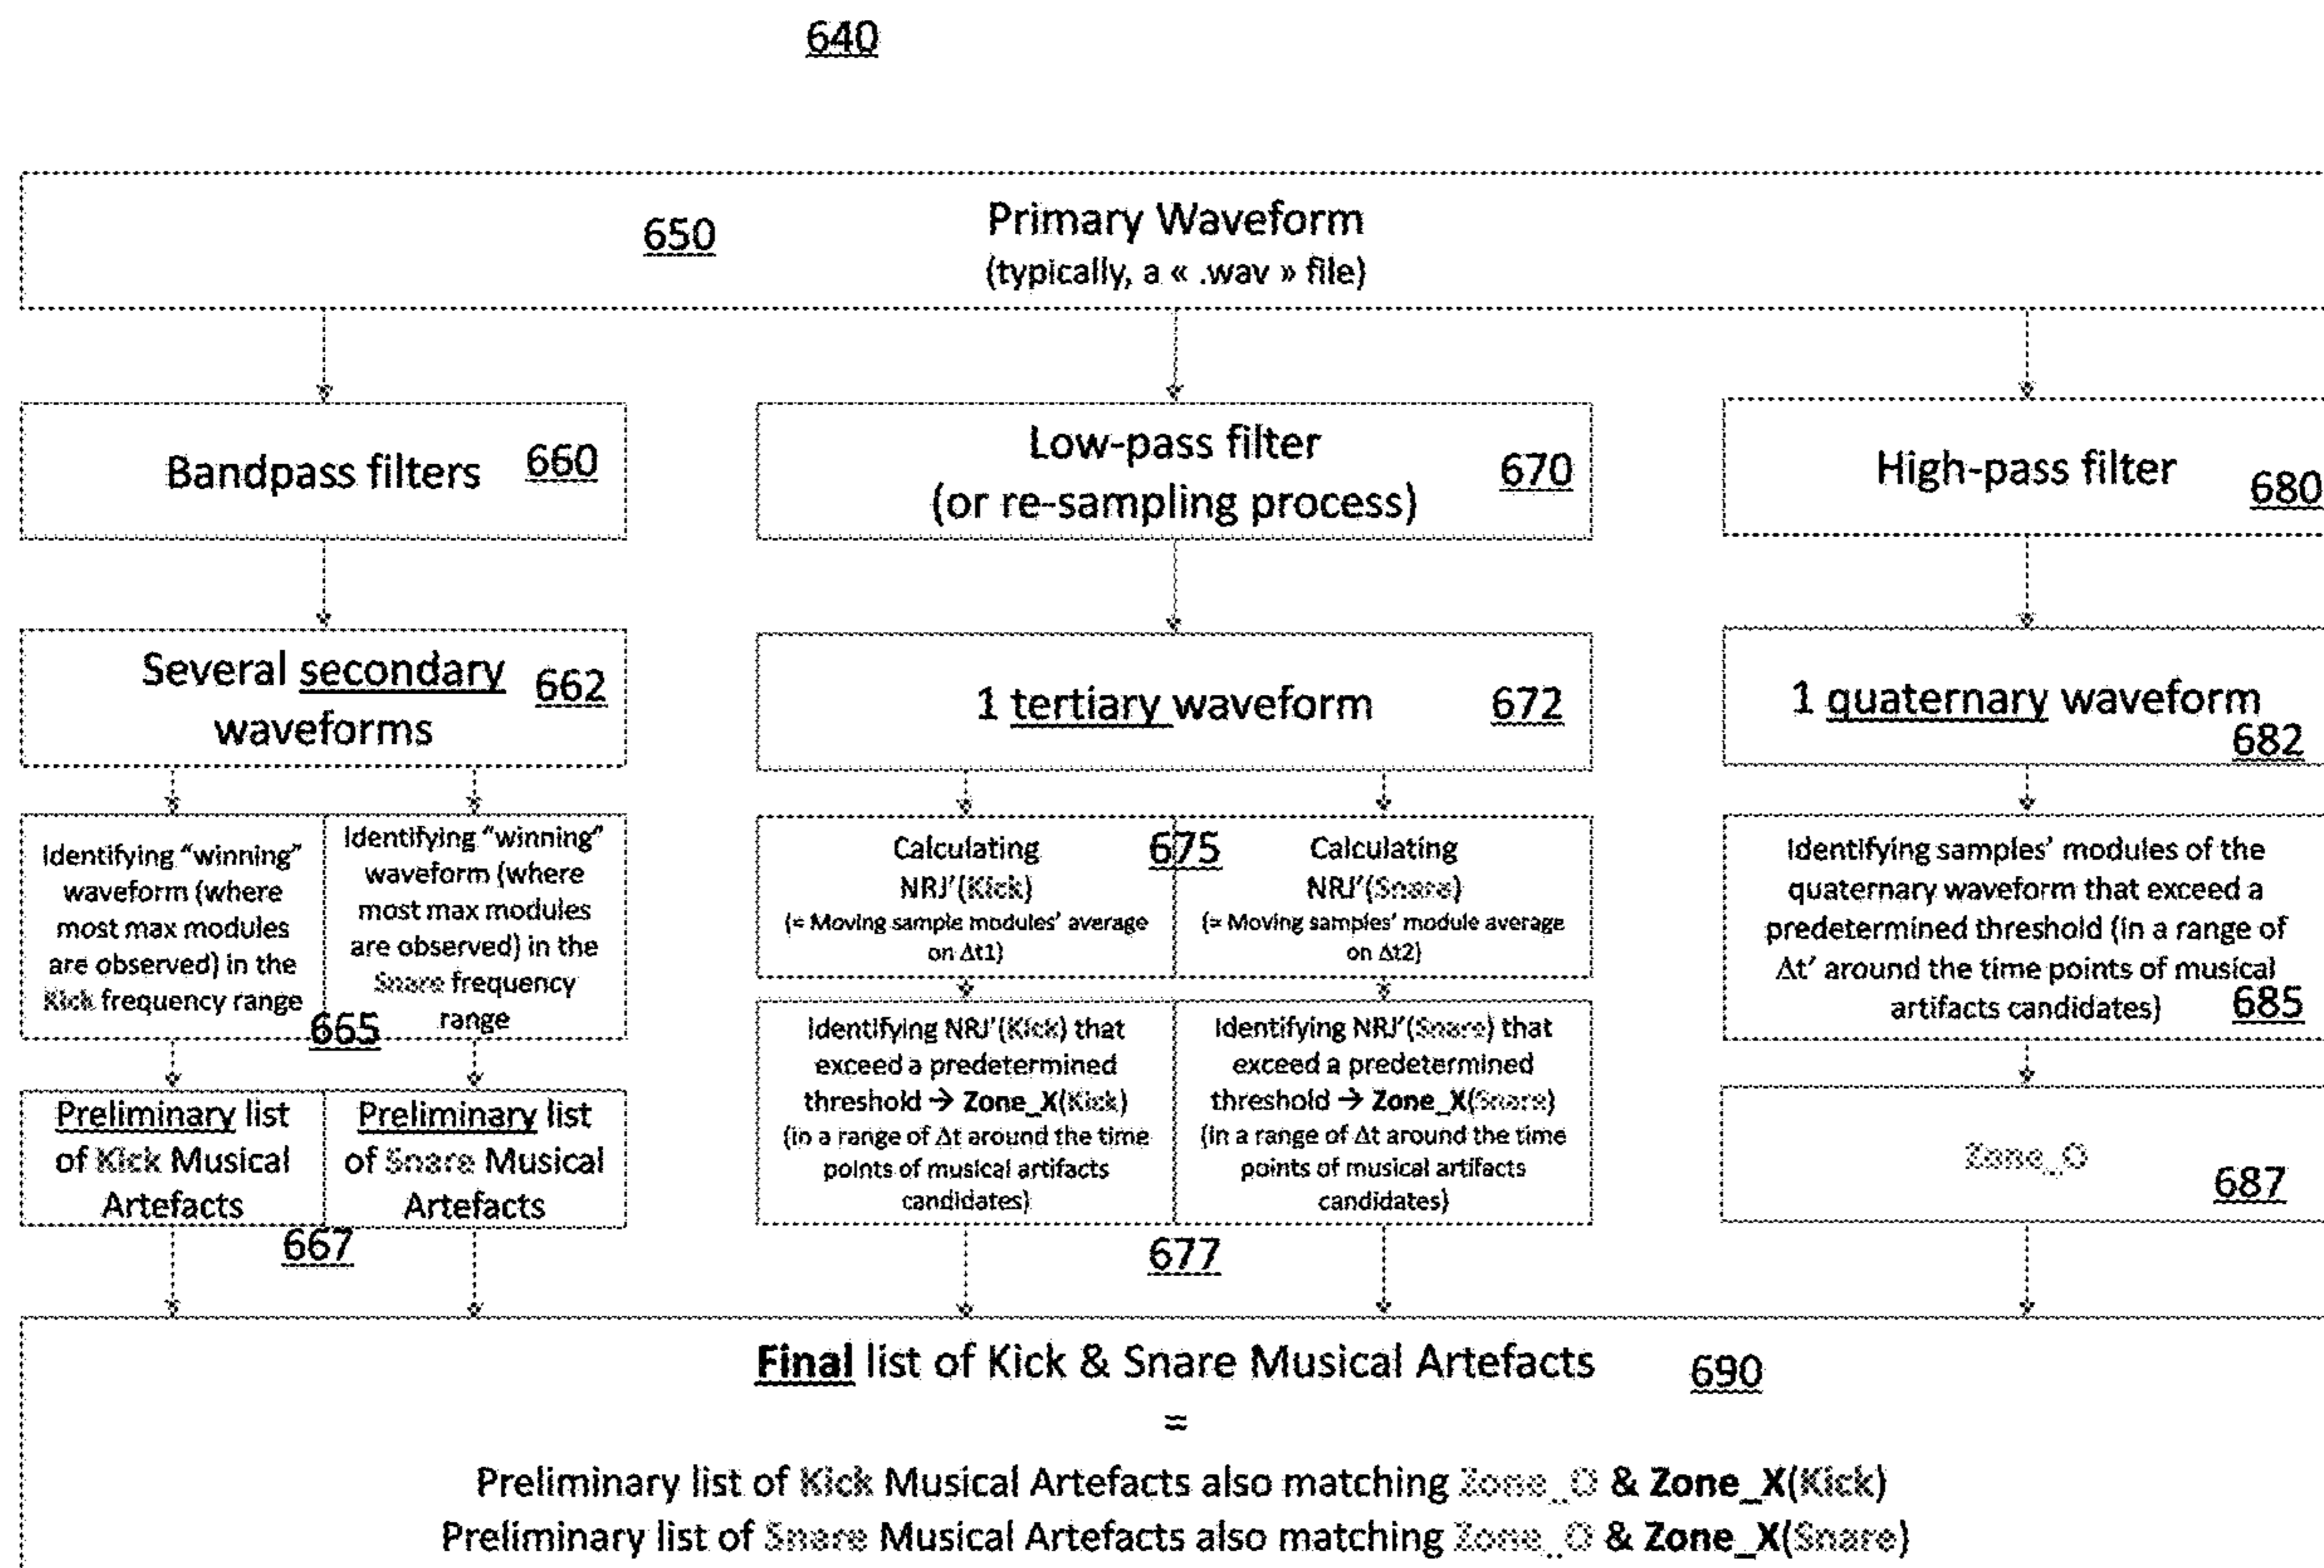 640
650
Primary Waveform
(typically, a « .wav » file)
Bandpass filters
660
Low-pass filter
(or re-sampling process)
670
High-pass filter
680
Several secondary
waveforms
662
1 tertiary waveform
672
1 quaternary waveform
682
Identifying “winning”
waveform (where
most max modules
are observed) in the
Kick frequency range
Identifying “winning”
waveform (where
most max modules
are observed) in the
Snare frequency
range
665
Calculating
NRJ’(Kick)
(= Moving sample modules’ average
on Δt1)
675
Calculating
NRJ’(Snare)
(= Moving samples’ module average
on Δt2)
Identifying samples’ modules of the
quaternary waveform that exceed a
predetermined threshold (in a range of
Δt’ around the time points of musical
artifacts candidates)
685
Preliminary list
of Kick Musical
Artefacts
Preliminary list
of Snare Musical
Artefacts
667
Identifying NRJ’(Kick) that
exceed a predetermined
threshold → Zone_X(Kick)
(in a range of Δt around the time
points of musical artifacts
candidates)
Identifying NRJ’(Snare) that
exceed a predetermined
threshold → Zone_X(Snare)
(in a range of Δt around the time
points of musical artifacts
candidates)
677
Zone_O
687
Final list of Kick & Snare Musical Artefacts
690
=
Preliminary list of Kick Musical Artefacts also matching Zone_O & Zone_X(Kick)
Preliminary list of Snare Musical Artefacts also matching Zone_O & Zone_X(Snare)